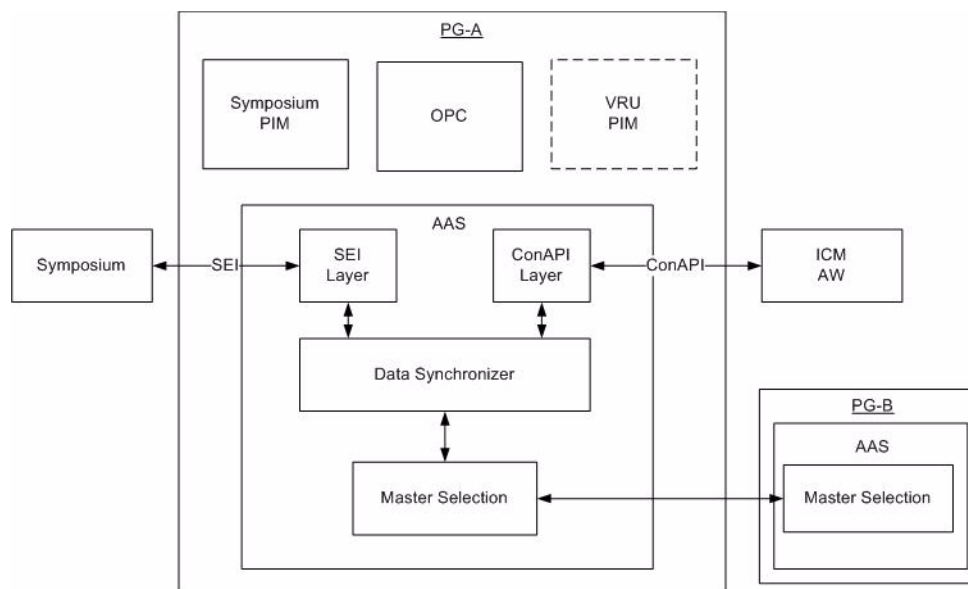 PG-A
Symposium
PIM
OPC
VRU
PIM
AAS
Symposium
SEI
SEI
Layer
ConAPI
Layer
ConAPI
ICM
AW
Data Synchronizer
PG-B
AAS
Master Selection
Master Selection